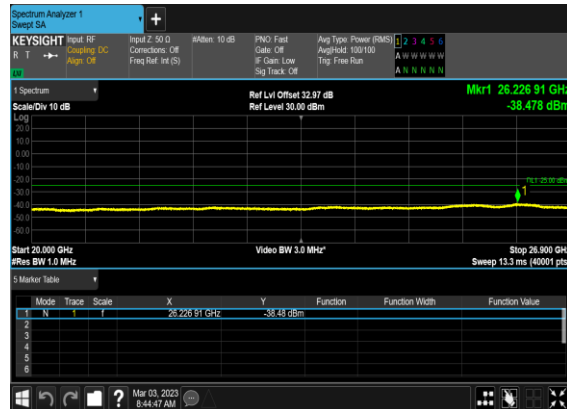 Spectrum Analyzer 1
Swept SA
+
KEYSIGHT
R T
Input: RF
Coupling: DC
Align: Off
Input Z: 50 Ω
Corrections: Off
Freq Ref: Int (S)
#Atten: 10 dB
PNO: Fast
Gate: Off
IF Gain: Low
Sig Track: Off
Avg Type: Power (RMS)
Avg|Hold: 100/100
Trig: Free Run
1 2 3 4 5 6
A W W W W W
A N N N N N
1 Spectrum
Scale/Div 10 dB
Ref Lvl Offset 32.97 dB
Ref Level 30.00 dBm
Mkr1 26.226 91 GHz
-38.478 dBm
Log
20.0
10.0
0.00
-10.0
-20.0
-30.0
-40.0
-50.0
-60.0
DL1 -25.00 dBm
1
Start 20.000 GHz
#Res BW 1.0 MHz
Video BW 3.0 MHz*
Stop 26.900 GHz
Sweep 13.3 ms (40001 pts)
5 Marker Table
Mode Trace Scale X Y Function Function Width Function Value
1 N 1 f 26.226 91 GHz -38.48 dBm
2
3
4
5
6
?
Mar 03, 2023
8:44:47 AM